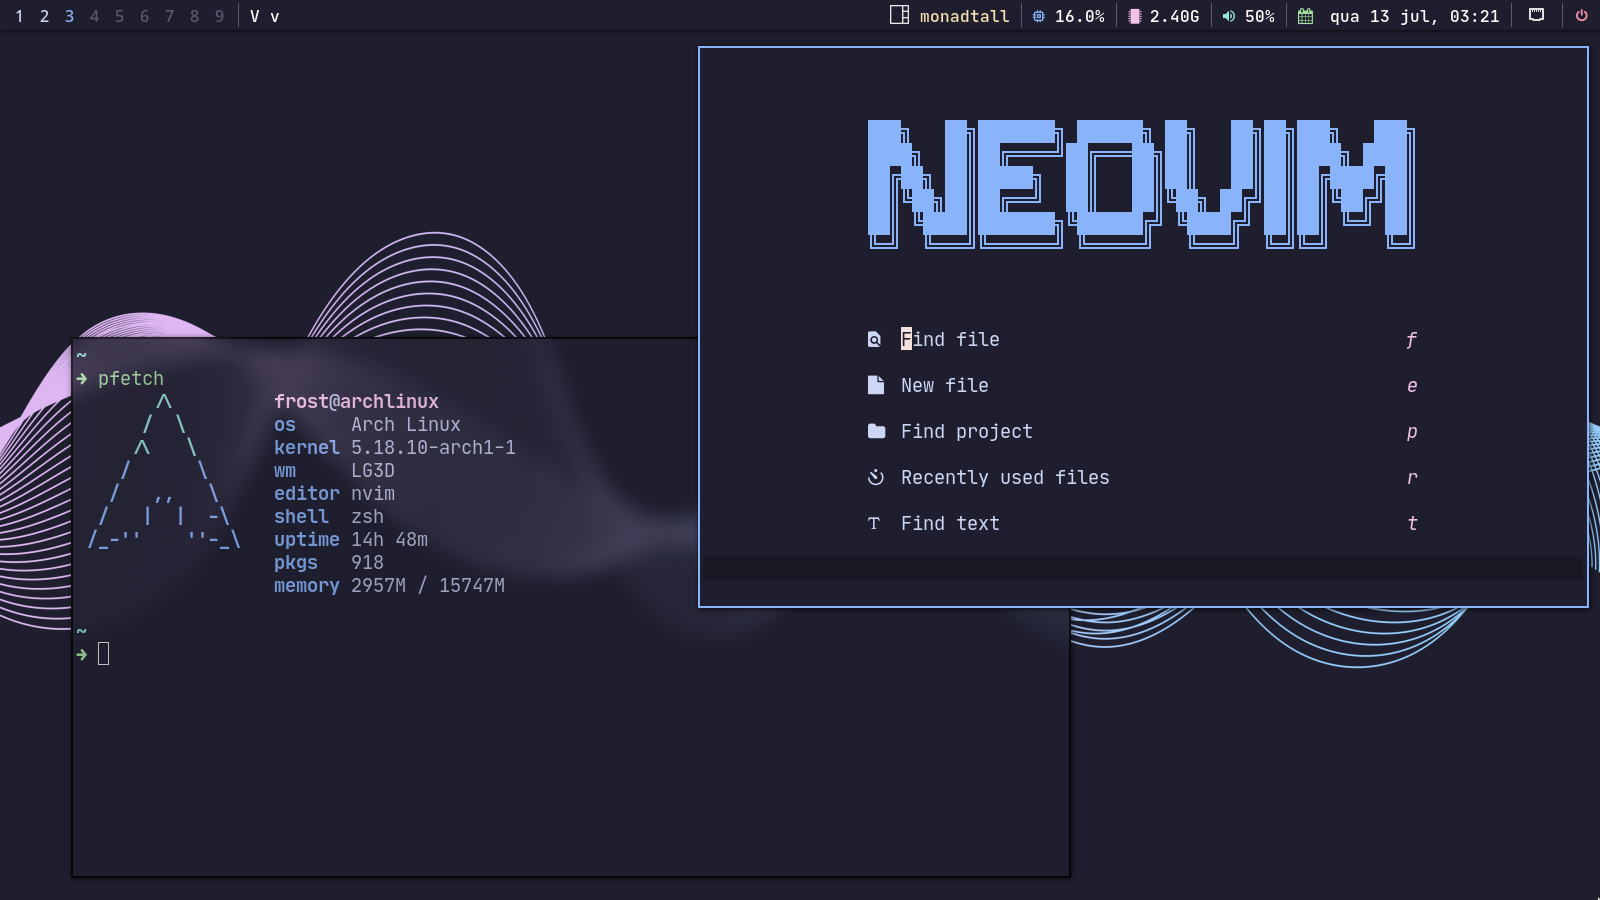 1 2 3 4 5 6 7 8 9 V v monadtall 16.0% 2.40G 50% qua 13 jul, 03:21
NEOVIM
Find file f
New file e
Find project p
Recently used files r
Find text t
~
➜ pfetch
frost@archlinux
os Arch Linux
kernel 5.18.10-arch1-1
wm LG3D
editor nvim
shell zsh
uptime 14h 48m
pkgs 918
memory 2957M / 15747M
~
➜